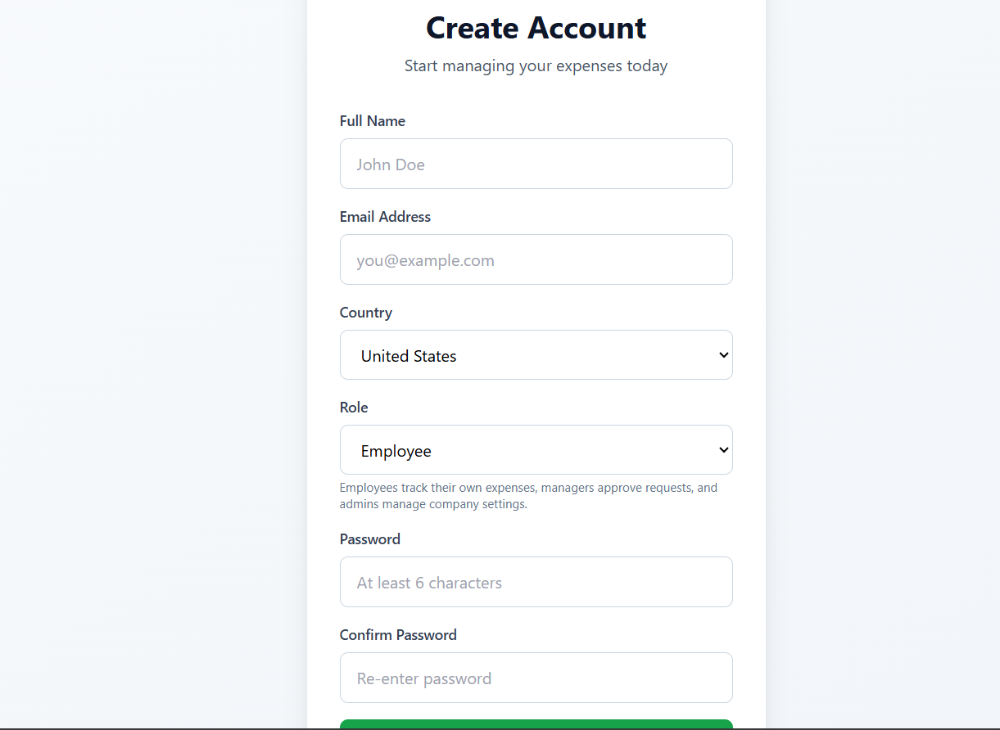 Create Account
Start managing your expenses today
Full Name
John Doe
Email Address
you@example.com
Country
United States
Role
Employee
Employees track their own expenses, managers approve requests, and
admins manage company settings.
Password
At least 6 characters
Confirm Password
Re-enter password